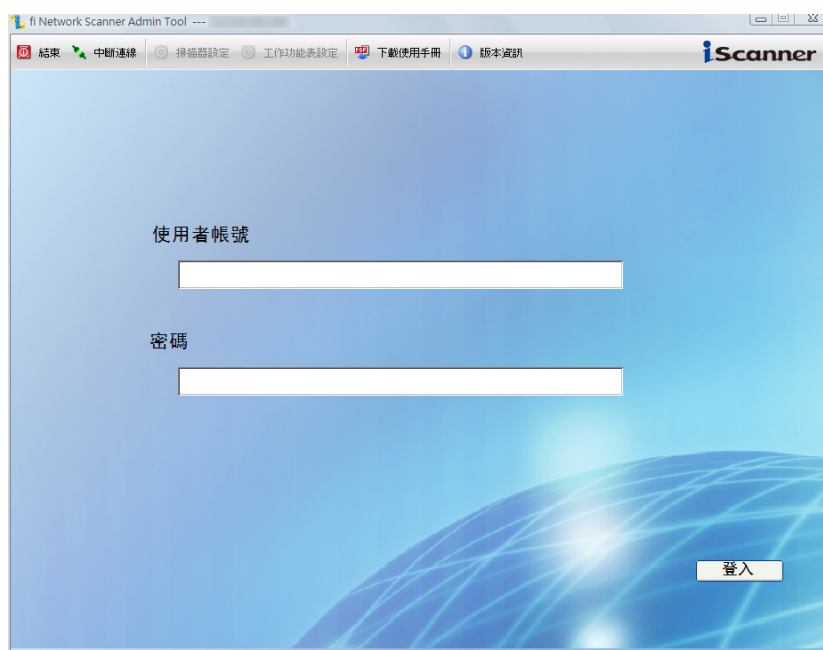 fi Network Scanner Admin Tool ---
結束 中斷連線 掃描器設定 工作功能表設定 下載使用手冊 版本資訊 iScanner
使用者帳號
密碼
登入